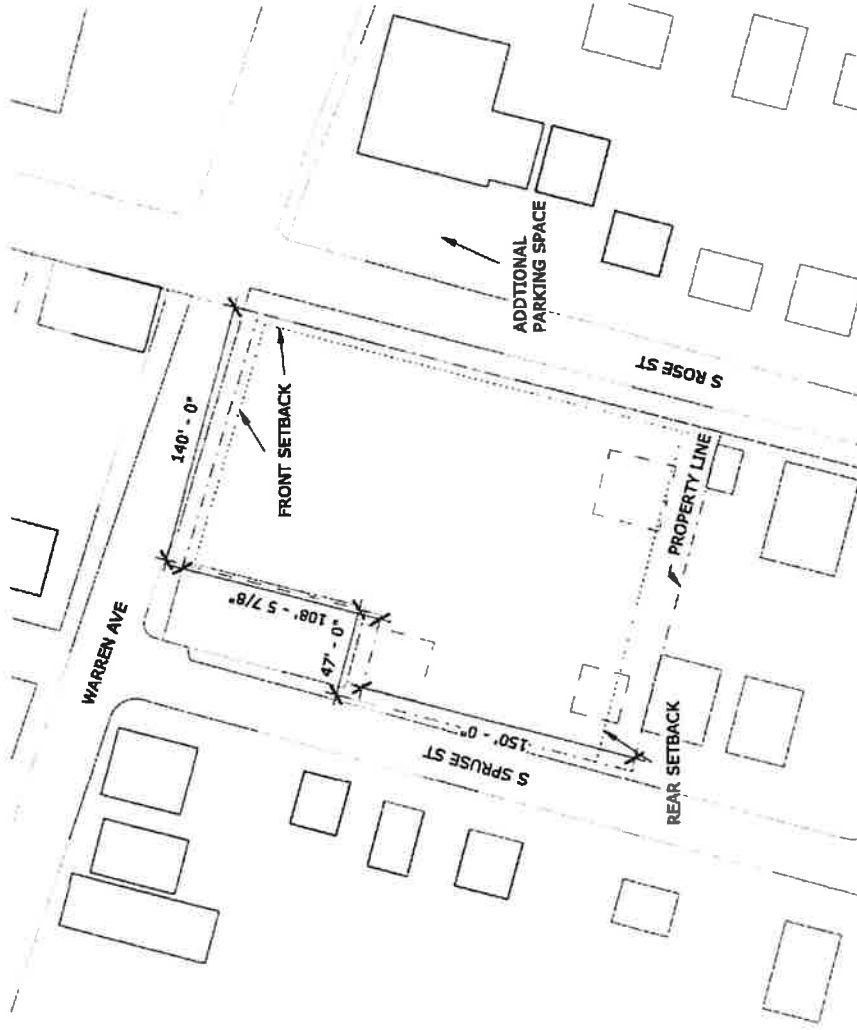 ADDTIONAL
PARKING SPACE
S ROSE ST
140' - 0"
FRONT SETBACK
WARREN AVE
108' - 5 7/8"
47' - 0"
PROPERTY LINE
150' - 0"
S SPRUSE ST
REAR SETBACK